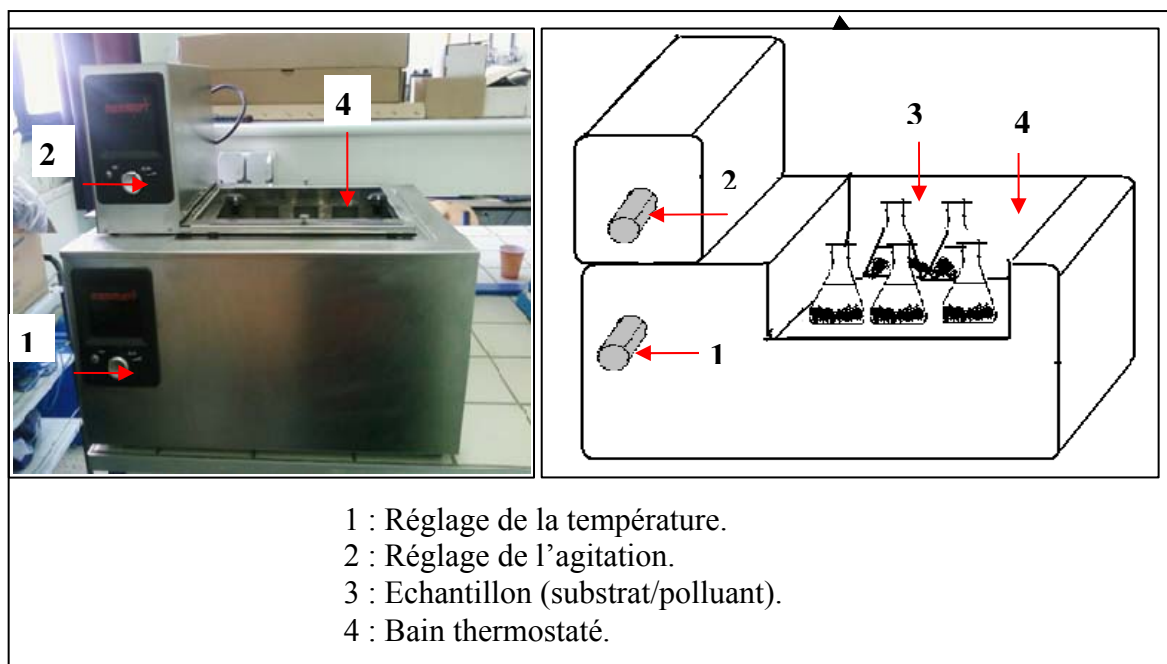 2
4
1
3
4
2
1
1 : Réglage de la température.
2 : Réglage de l’agitation.
3 : Echantillon (substrat/polluant).
4 : Bain thermostaté.